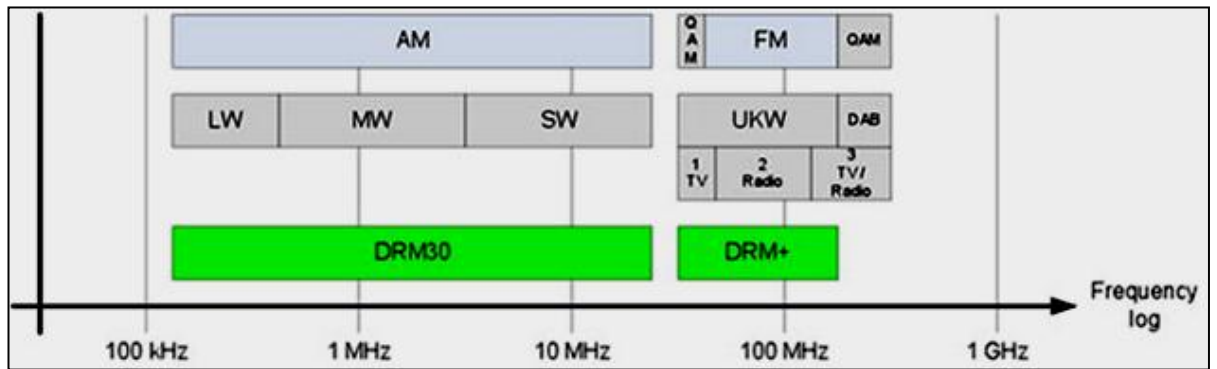 AM
QAM
FM
QAM
LW
MW
SW
UKW
DAB
1
TV
2
Radio
3
TV/
Radio
DRM30
DRM+
Frequency
log
100 kHz
1 MHz
10 MHz
100 MHz
1 GHz